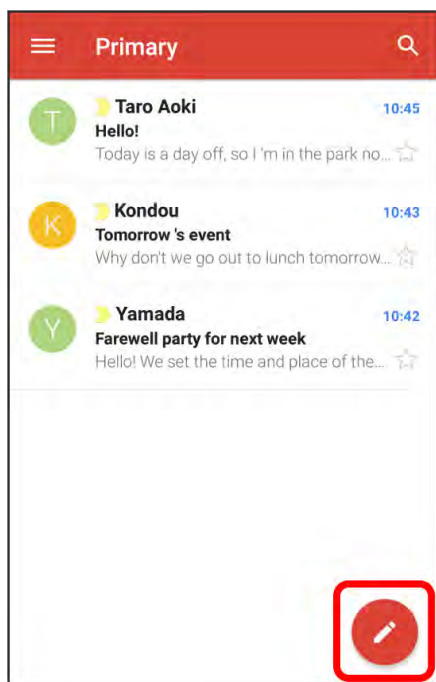 Primary
T
Taro Aoki 10:45
Hello!
Today is a day off, so I 'm in the park no...
K
Kondou 10:43
Tomorrow 's event
Why don't we go out to lunch tomorrow...
Y
Yamada 10:42
Farewell party for next week
Hello! We set the time and place of the...